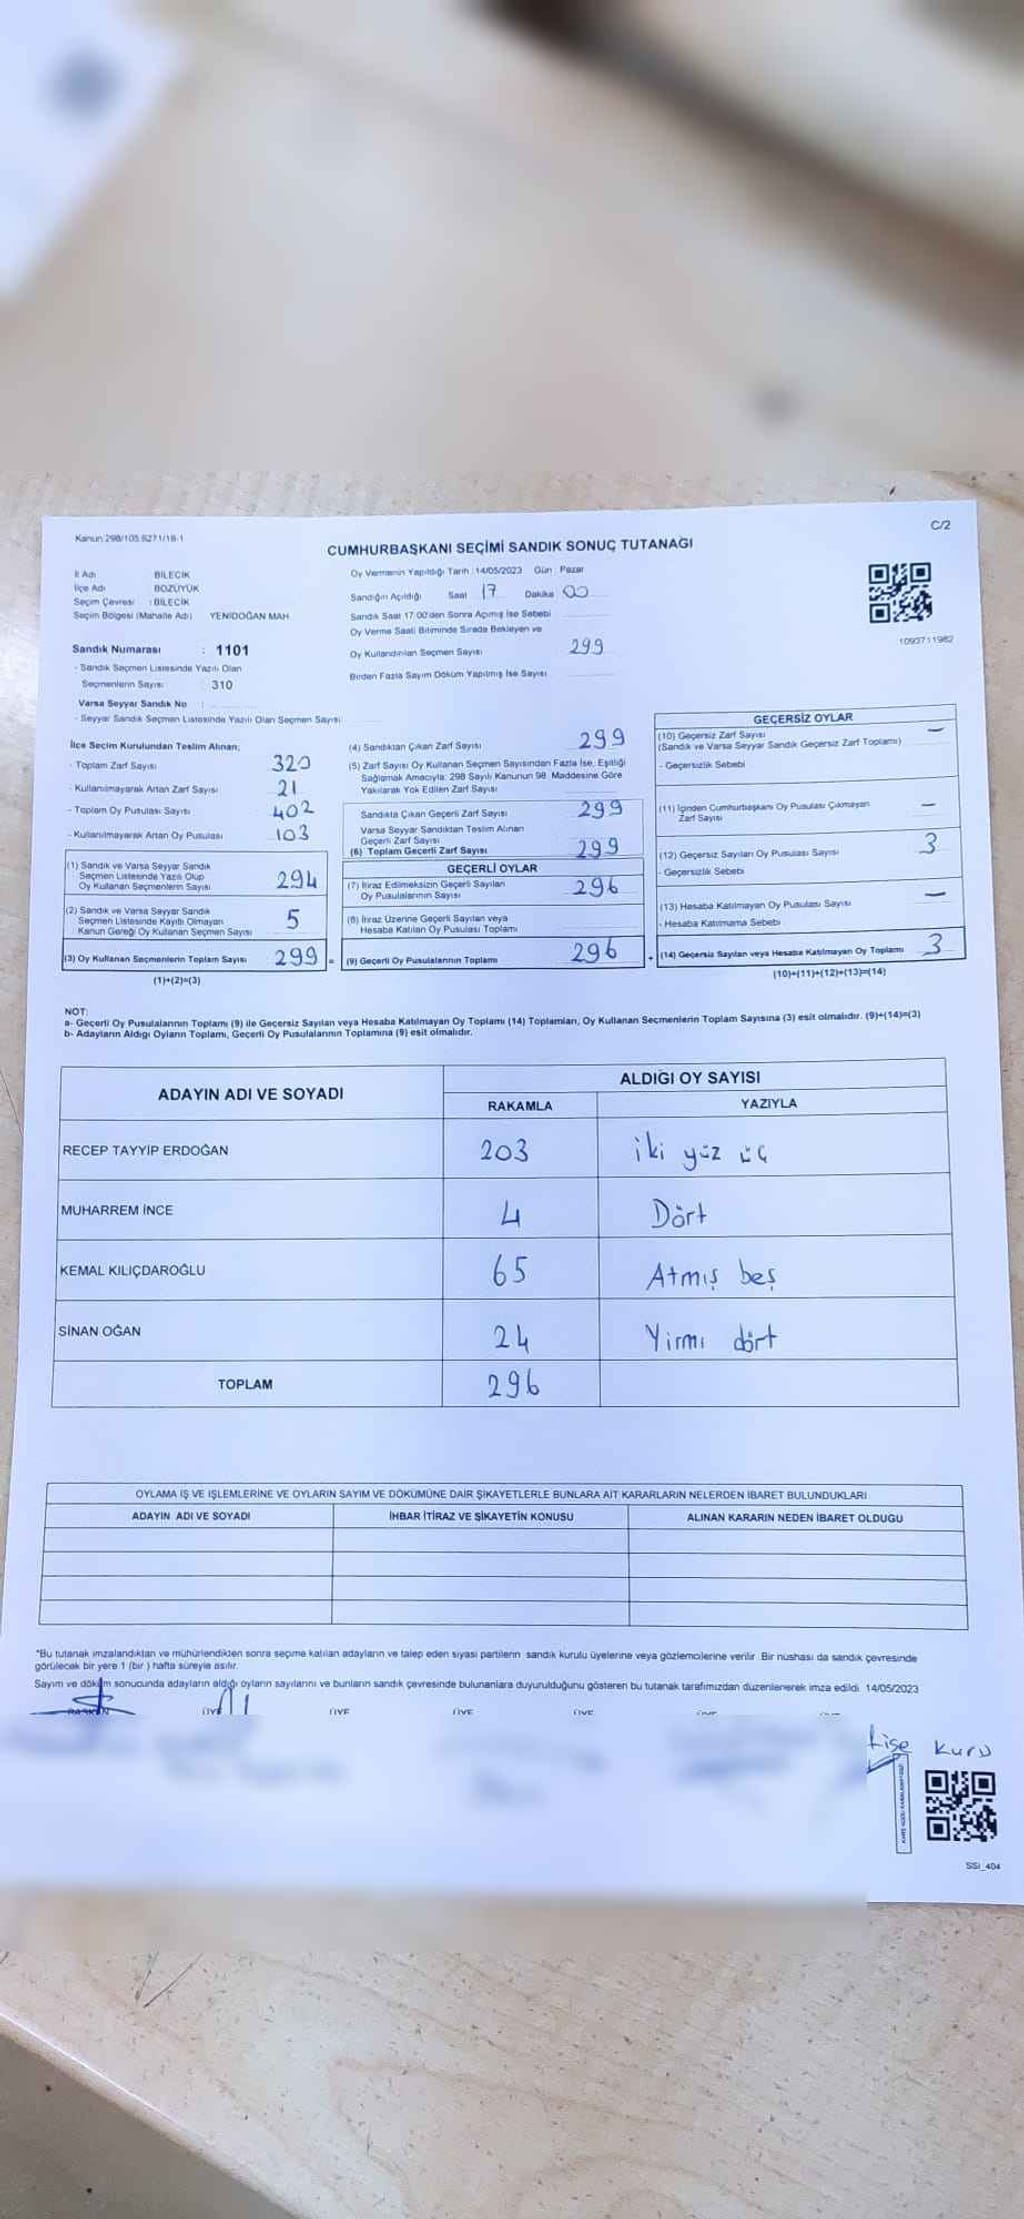 Kanun 298/105 6271/18-1
C/2
CUMHURBAŞKANI SEÇİMİ SANDIK SONUÇ TUTANAĞI
İl Adı BİLECİK
İlçe Adı BOZÜYÜK
Seçim Çevresi : BİLECİK
Seçim Bölgesi (Mahalle Adı) YENİDOĞAN MAH
Oy Vermenin Yapıldığı Tarih : 14/05/2023 Gün : Pazar
Sandığın Açıldığı Saat 17 Dakika 00
Sandık Saat 17:00'den Sonra Açılmış İse Sebebi
Oy Verme Saati Bitiminde Sırada Bekleyen ve
Oy Kullandırılan Seçmen Sayısı 299
Birden Fazla Sayım Döküm Yapılmış İse Sayısı
1093711982
Sandık Numarası : 1101
- Sandık Seçmen Listesinde Yazılı Olan
Seçmenlerin Sayısı : 310
Varsa Seyyar Sandık No :
- Seyyar Sandık Seçmen Listesinde Yazılı Olan Seçmen Sayısı
İlçe Seçim Kurulundan Teslim Alınan;
- Toplam Zarf Sayısı 320
- Kullanılmayarak Artan Zarf Sayısı 21
- Toplam Oy Pusulası Sayısı 402
- Kullanılmayarak Artan Oy Pusulası 103
(1) Sandık ve Varsa Seyyar Sandık
Seçmen Listesinde Yazılı Olup
Oy Kullanan Seçmenlerin Sayısı 294
(2) Sandık ve Varsa Seyyar Sandık
Seçmen Listesinde Kayıtlı Olmayan
Kanun Gereği Oy Kullanan Seçmen Sayısı 5
(3) Oy Kullanan Seçmenlerin Toplam Sayısı 299 =
(1)+(2)=(3)
(4) Sandıktan Çıkan Zarf Sayısı 299
(5) Zarf Sayısı Oy Kullanan Seçmen Sayısından Fazla İse, Eşitliği
Sağlamak Amacıyla; 298 Sayılı Kanunun 98. Maddesine Göre
Yakılarak Yok Edilen Zarf Sayısı
Sandıkta Çıkan Geçerli Zarf Sayısı 299
Varsa Seyyar Sandıktan Teslim Alınan
Geçerli Zarf Sayısı
(6) Toplam Geçerli Zarf Sayısı 299
GEÇERLİ OYLAR
(7) İtiraz Edilmeksizin Geçerli Sayılan
Oy Pusulalarının Sayısı 296
(8) İtiraz Üzerine Geçerli Sayılan veya
Hesaba Katılan Oy Pusulası Toplamı
(9) Geçerli Oy Pusulalarının Toplamı 296 +
GEÇERSİZ OYLAR
(10) Geçersiz Zarf Sayısı —
(Sandık ve Varsa Seyyar Sandık Geçersiz Zarf Toplamı)
- Geçersizlik Sebebi
(11) İçinden Cumhurbaşkanı Oy Pusulası Çıkmayan —
Zarf Sayısı
(12) Geçersiz Sayılan Oy Pusulası Sayısı 3
- Geçersizlik Sebebi
(13) Hesaba Katılmayan Oy Pusulası Sayısı —
- Hesaba Katılmama Sebebi
(14) Geçersiz Sayılan veya Hesaba Katılmayan Oy Toplamı 3
(10)+(11)+(12)+(13)=(14)
NOT:
a- Geçerli Oy Pusulalarının Toplamı (9) ile Geçersiz Sayılan veya Hesaba Katılmayan Oy Toplamı (14) Toplamları, Oy Kullanan Seçmenlerin Toplam Sayısına (3) eşit olmalıdır. (9)+(14)=(3)
b- Adayların Aldığı Oyların Toplamı, Geçerli Oy Pusulalarının Toplamına (9) eşit olmalıdır.
ADAYIN ADI VE SOYADI ALDIĞI OY SAYISI
RAKAMLA YAZIYLA
RECEP TAYYİP ERDOĞAN 203 iki yüz üç
MUHARREM İNCE 4 Dört
KEMAL KILIÇDAROĞLU 65 Atmış beş
SİNAN OĞAN 24 Yirmi dört
TOPLAM 296
OYLAMA İŞ VE İŞLEMLERİNE VE OYLARIN SAYIM VE DÖKÜMÜNE DAİR ŞİKAYETLERLE BUNLARA AİT KARARLARIN NELERDEN İBARET BULUNDUKLARI
ADAYIN ADI VE SOYADI İHBAR İTİRAZ VE ŞİKAYETİN KONUSU ALINAN KARARIN NEDEN İBARET OLDUĞU
*Bu tutanak imzalandıktan ve mühürlendikten sonra seçime katılan adayların ve talep eden siyasi partilerin sandık kurulu üyelerine veya gözlemcilerine verilir. Bir nüshası da sandık çevresinde
görülecek bir yere 1 (bir ) hafta süreyle asılır.
Sayım ve döküm sonucunda adayların aldığı oyların sayılarını ve bunların sandık çevresinde bulunanlara duyurulduğunu gösteren bu tutanak tarafımızdan düzenlenerek imza edildi. 14/05/2023
BAŞKAN ÜYE ÜYE ÜYE ÜYE
Kuru
SSİ_404